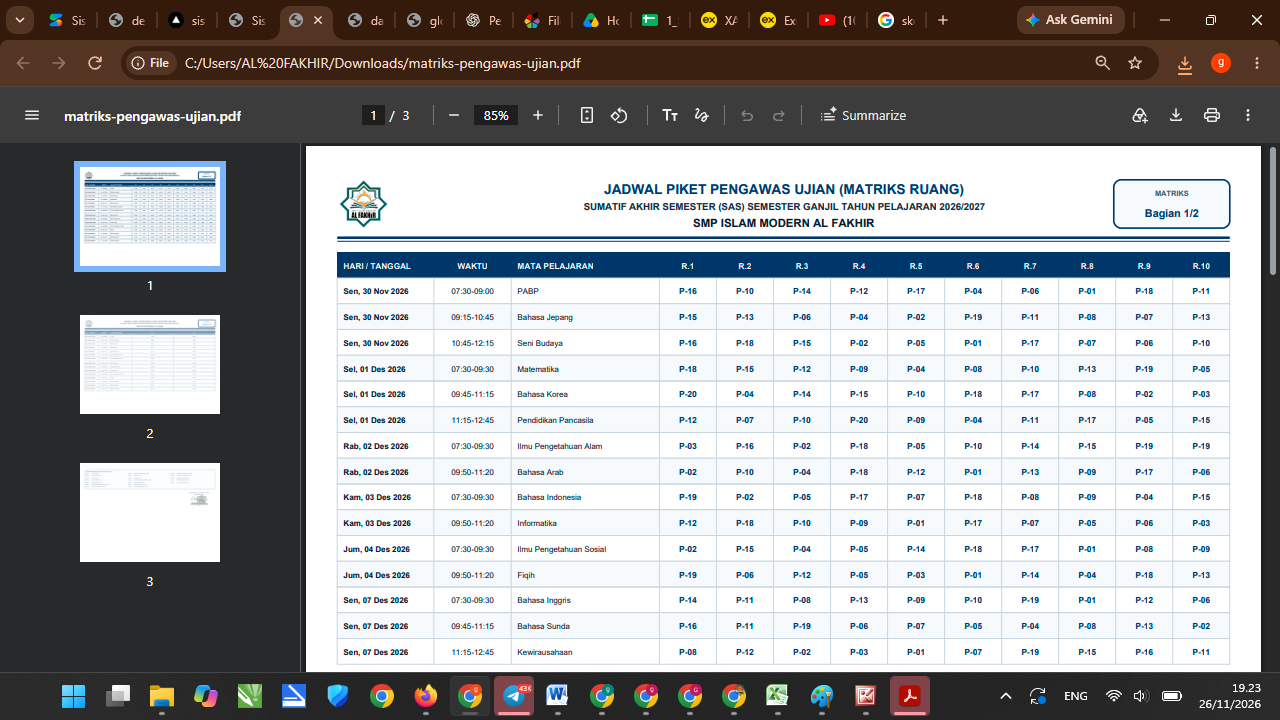 Sis
de
sis
Sis
da
glo
Pe
Fil
Ho
1_
XA
Exi
(10
sko
Ask Gemini
File
C:/Users/AL%20FAKHIR/Downloads/matriks-pengawas-ujian.pdf
g
matriks-pengawas-ujian.pdf
1 / 3
85%
Summarize
1
2
3
AL FAKHIR
JADWAL PIKET PENGAWAS UJIAN (MATRIKS RUANG)
SUMATIF AKHIR SEMESTER (SAS) SEMESTER GANJIL TAHUN PELAJARAN 2026/2027
SMP ISLAM MODERN AL FAKHIR
MATRIKS
Bagian 1/2
HARI / TANGGAL WAKTU MATA PELAJARAN R.1 R.2 R.3 R.4 R.5 R.6 R.7 R.8 R.9 R.10
Sen, 30 Nov 2026 07:30-09:00 PABP P-16 P-10 P-14 P-12 P-17 P-04 P-06 P-01 P-18 P-11
Sen, 30 Nov 2026 09:15-10:45 Bahasa Jepang P-15 P-13 P-06 P-04 P-02 P-19 P-11 P-08 P-07 P-13
Sen, 30 Nov 2026 10:45-12:15 Seni Budaya P-16 P-18 P-15 P-02 P-05 P-01 P-17 P-07 P-06 P-10
Sel, 01 Des 2026 07:30-09:30 Matematika P-18 P-15 P-12 P-09 P-04 P-08 P-10 P-13 P-19 P-05
Sel, 01 Des 2026 09:45-11:15 Bahasa Korea P-20 P-04 P-14 P-15 P-10 P-18 P-17 P-08 P-02 P-03
Sel, 01 Des 2026 11:15-12:45 Pendidikan Pancasila P-12 P-07 P-10 P-20 P-09 P-04 P-11 P-17 P-05 P-15
Rab, 02 Des 2026 07:30-09:30 Ilmu Pengetahuan Alam P-03 P-16 P-02 P-18 P-05 P-10 P-14 P-15 P-19 P-19
Rab, 02 Des 2026 09:50-11:20 Bahasa Arab P-02 P-10 P-04 P-18 P-12 P-01 P-13 P-09 P-17 P-06
Kam, 03 Des 2026 07:30-09:30 Bahasa Indonesia P-19 P-02 P-05 P-17 P-07 P-18 P-08 P-09 P-04 P-15
Kam, 03 Des 2026 09:50-11:20 Informatika P-12 P-18 P-10 P-09 P-01 P-17 P-07 P-05 P-06 P-03
Jum, 04 Des 2026 07:30-09:30 Ilmu Pengetahuan Sosial P-02 P-15 P-04 P-05 P-14 P-18 P-17 P-01 P-08 P-09
Jum, 04 Des 2026 09:50-11:20 Fiqih P-19 P-06 P-12 P-05 P-03 P-01 P-14 P-04 P-18 P-13
Sen, 07 Des 2026 07:30-09:30 Bahasa Inggris P-14 P-11 P-08 P-13 P-09 P-10 P-19 P-01 P-12 P-06
Sen, 07 Des 2026 09:45-11:15 Bahasa Sunda P-16 P-11 P-19 P-06 P-07 P-05 P-04 P-08 P-13 P-02
Sen, 07 Des 2026 11:15-12:45 Kewirausahaan P-08 P-12 P-02 P-03 P-01 P-07 P-19 P-15 P-16 P-11
43K
ENG
19.23
26/11/2026